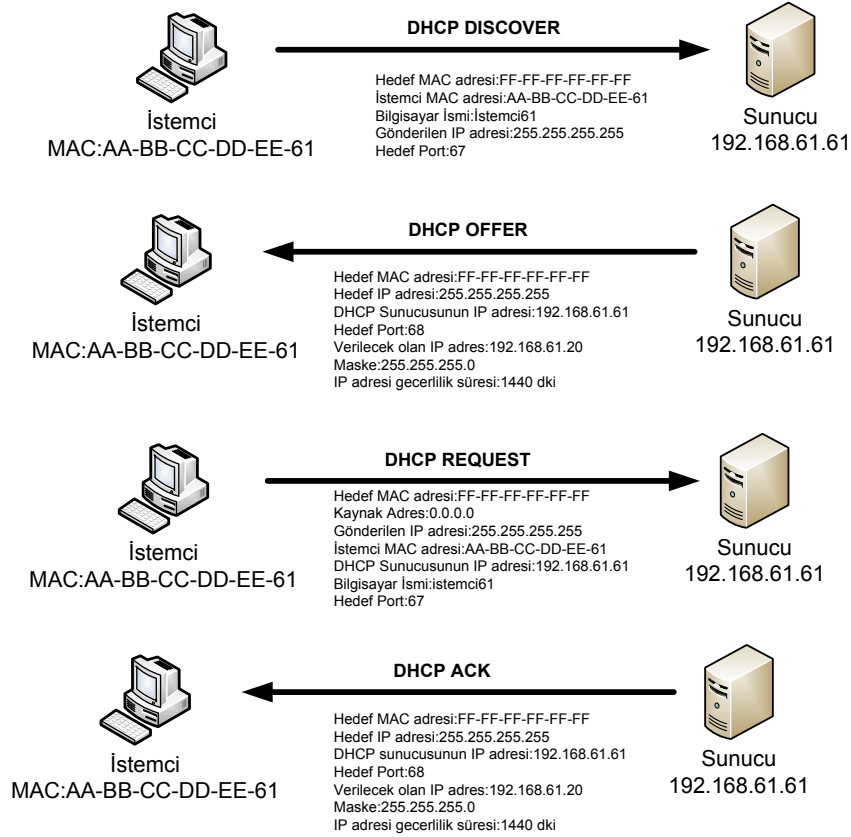 DHCP DISCOVER
Hedef MAC adresi:FF-FF-FF-FF-FF-FF
İstemci MAC adresi:AA-BB-CC-DD-EE-61
Bilgisayar İsmi:İstemci61
Gönderilen IP adresi:255.255.255.255
Hedef Port:67
İstemci
MAC:AA-BB-CC-DD-EE-61
Sunucu
192.168.61.61
DHCP OFFER
Hedef MAC adresi:FF-FF-FF-FF-FF-FF
Hedef IP adresi:255.255.255.255
DHCP Sunucusunun IP adresi:192.168.61.61
Hedef Port:68
Verilecek olan IP adres:192.168.61.20
Maske:255.255.255.0
IP adresi gecerlilik süresi:1440 dki
İstemci
MAC:AA-BB-CC-DD-EE-61
Sunucu
192.168.61.61
DHCP REQUEST
Hedef MAC adresi:FF-FF-FF-FF-FF-FF
Kaynak Adres:0.0.0.0
Gönderilen IP adresi:255.255.255.255
İstemci MAC adresi:AA-BB-CC-DD-EE-61
DHCP Sunucusunun IP adresi:192.168.61.61
Bilgisayar İsmi:istemci61
Hedef Port:67
İstemci
MAC:AA-BB-CC-DD-EE-61
Sunucu
192.168.61.61
DHCP ACK
Hedef MAC adresi:FF-FF-FF-FF-FF-FF
Hedef IP adresi:255.255.255.255
DHCP sunucusunun IP adresi:192.168.61.61
Hedef Port:68
Verilecek olan IP adres:192.168.61.20
Maske:255.255.255.0
IP adresi gecerlilik süresi:1440 dki
İstemci
MAC:AA-BB-CC-DD-EE-61
Sunucu
192.168.61.61